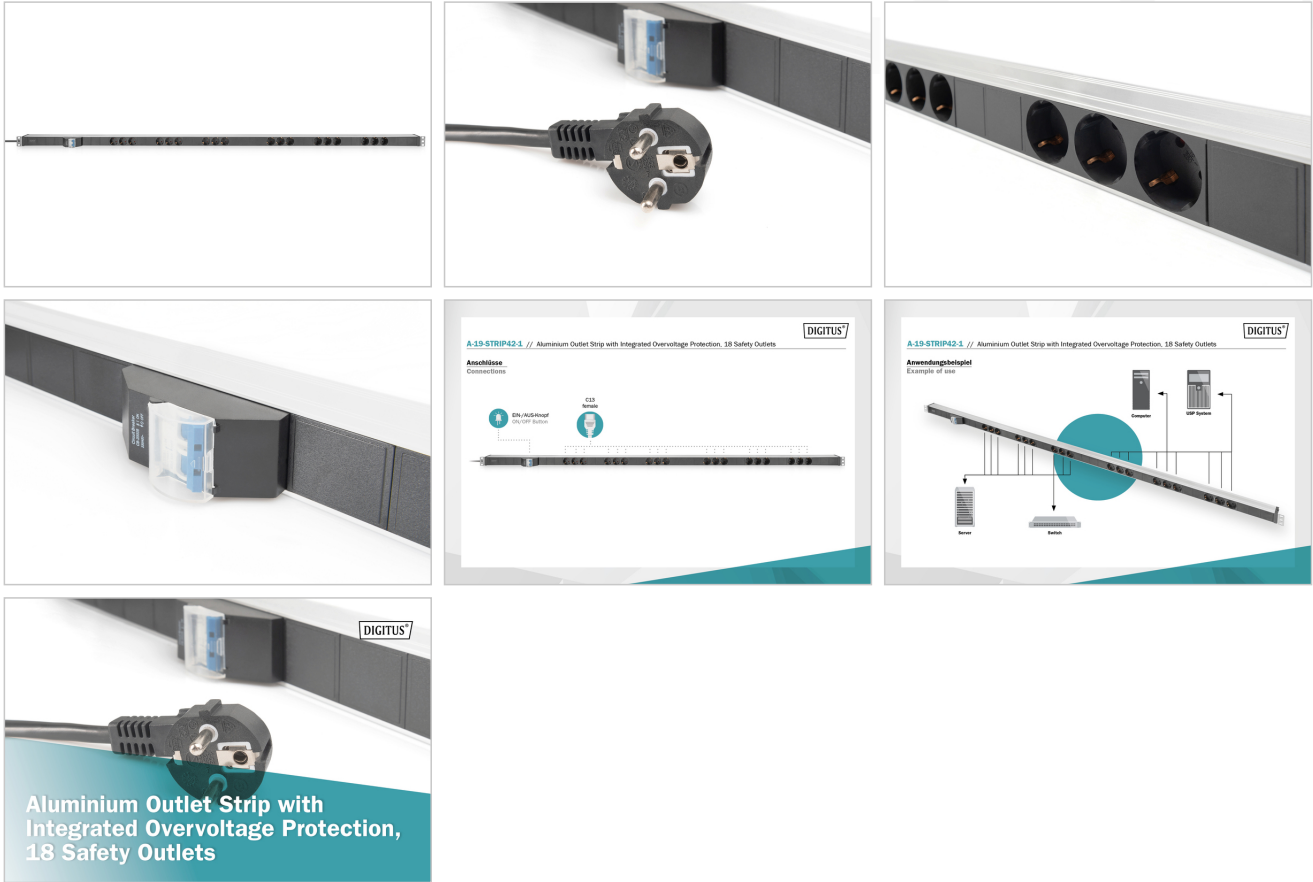 DIGITUS®
A-19-STRIP42-1 // Aluminium Outlet Strip with Integrated Overvoltage Protection, 18 Safety Outlets
Anschlüsse
Connections
C13
female
EIN-/AUS-Knopf
ON/OFF Button
DIGITUS®
A-19-STRIP42-1 // Aluminium Outlet Strip with Integrated Overvoltage Protection, 18 Safety Outlets
Anwendungsbeispiel
Example of use
Computer
USP System
Server
Switch
DIGITUS®
Aluminium Outlet Strip with
Integrated Overvoltage Protection,
18 Safety Outlets